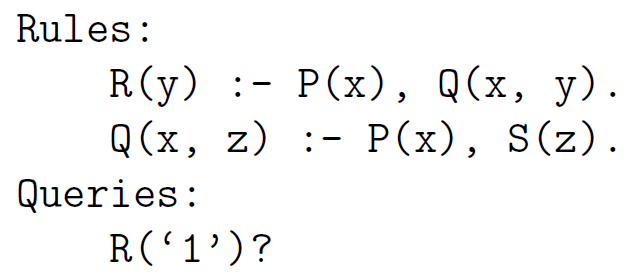 Rules:
R(y) :- P(x), Q(x, y).
Q(x, z) :- P(x), S(z).
Queries:
R(‘1’)?